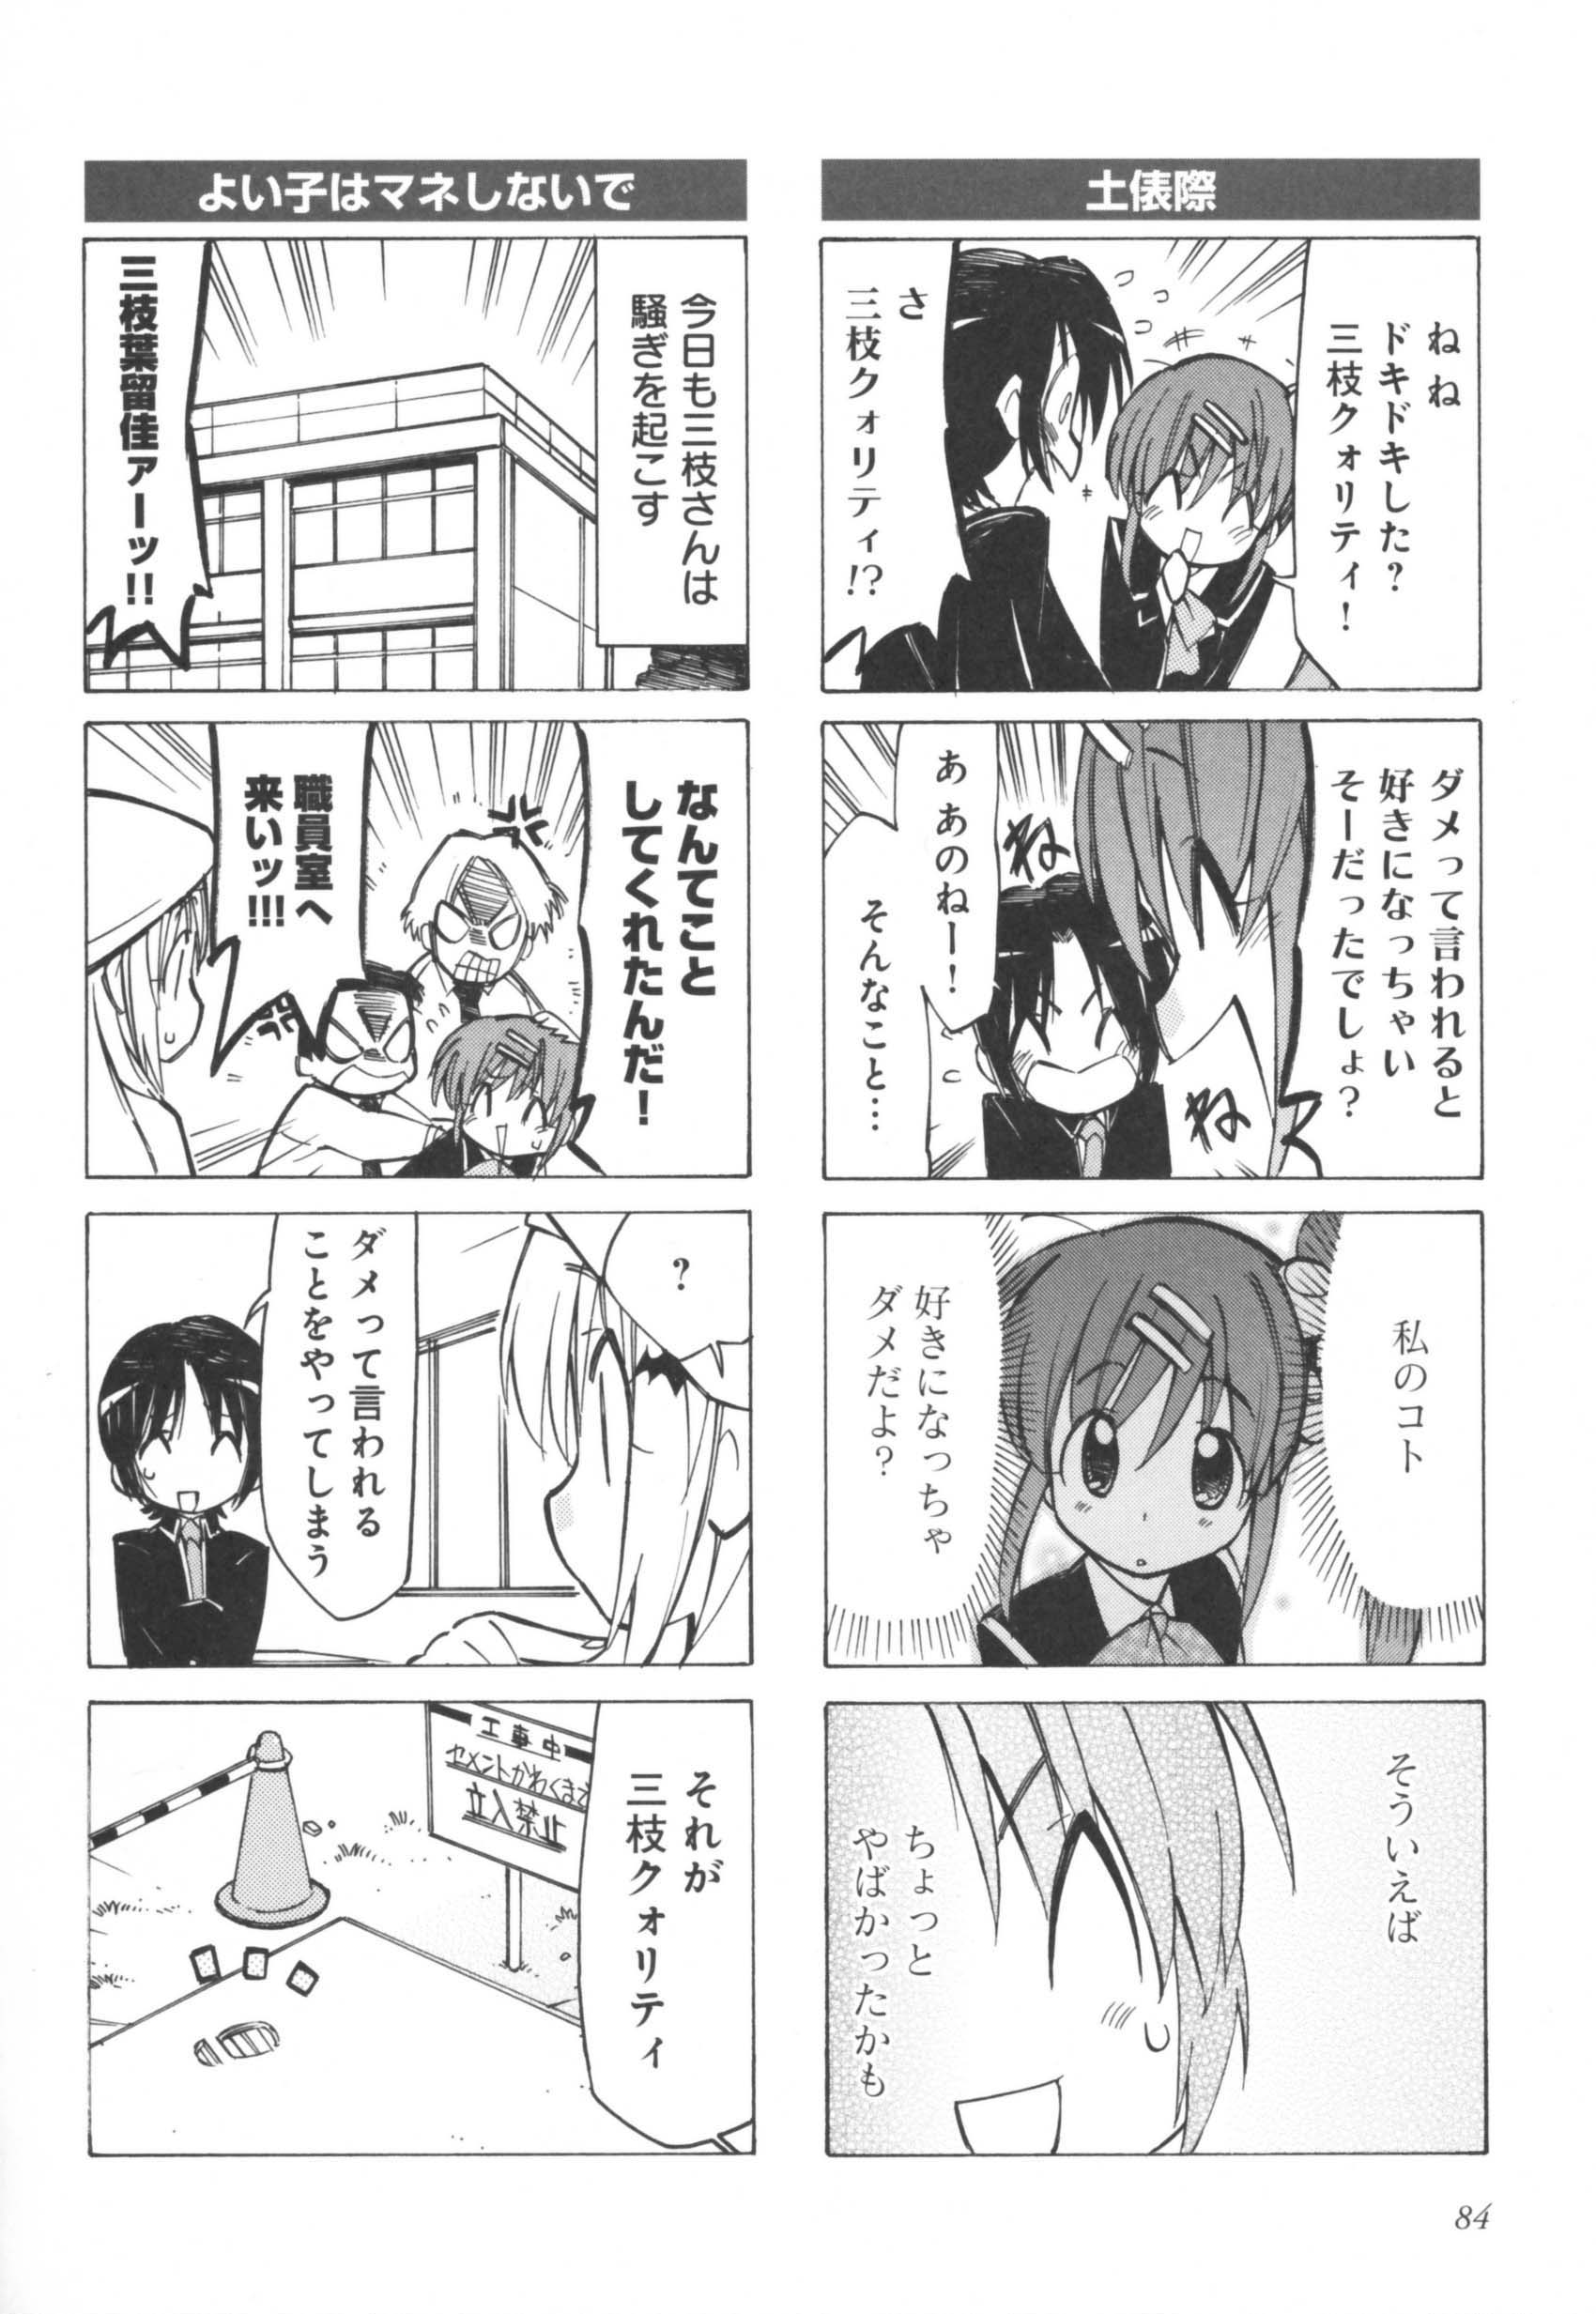 土俵際
ねね
ドキドキした?
三枝クォリティ!
さ
三枝クォリティ!?
ダメって言われると
好きになっちゃい
そーだったでしょ?
ね
ね
あ あのねー!
そんなこと…
私のコト
好きになっちゃ
ダメだよ?
そういえば
ちょっと
やばかったかも
よい子はマネしないで
今日も三枝さんは
騒ぎを起こす
三枝葉留佳ァーッ!!
なんてこと
してくれたんだ!
職員室へ
来いッ!!!
?
ダメって言われる
ことをやってしまう
それが
三枝クォリティ
工事中
セメントかわくまで
立入禁止
84